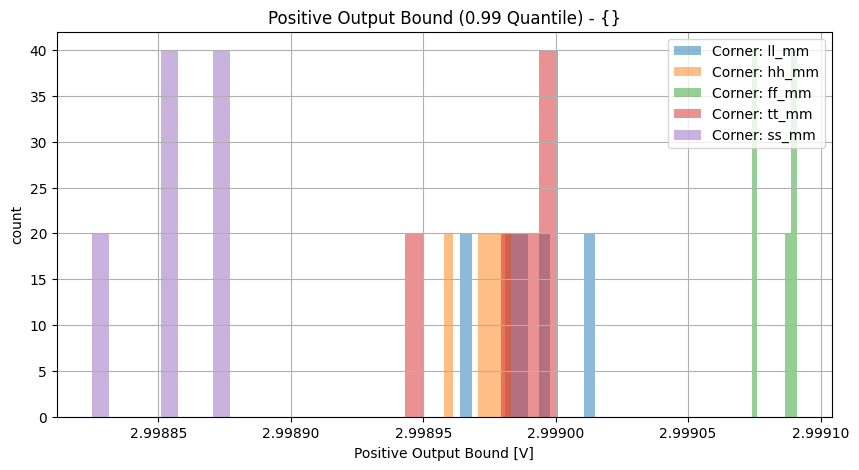 Positive Output Bound (0.99 Quantile) - {}
40
35
30
25
20
15
10
5
0
count
Corner: ll_mm
Corner: hh_mm
Corner: ff_mm
Corner: tt_mm
Corner: ss_mm
2.99885 2.99890 2.99895 2.99900 2.99905 2.99910
Positive Output Bound [V]